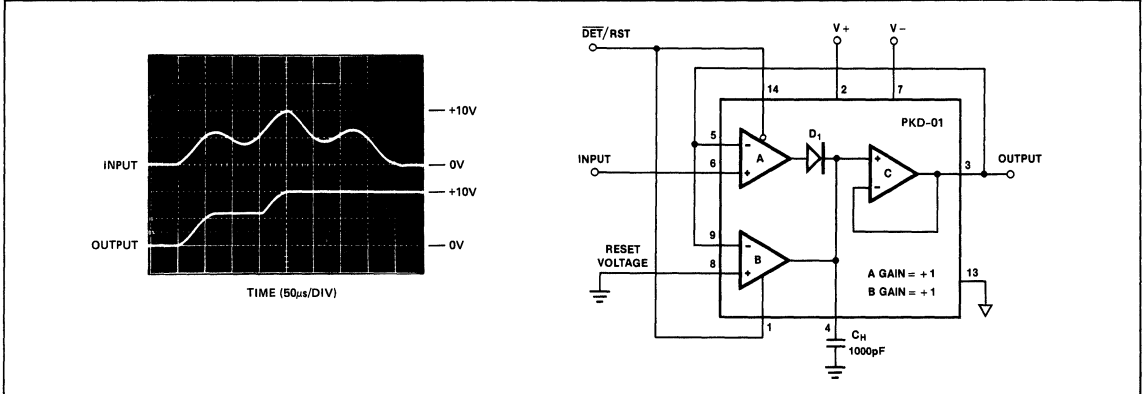 INPUT
+10V
0V
OUTPUT
+10V
0V
TIME (50μs/DIV)
DET/RST
V+
V−
14
2
7
PKD-01
5
−
A
6
+
INPUT
D1
+
C
−
3
OUTPUT
9
−
B
8
+
RESET
VOLTAGE
A GAIN = +1
B GAIN = +1
13
1
4
CH
1000pF